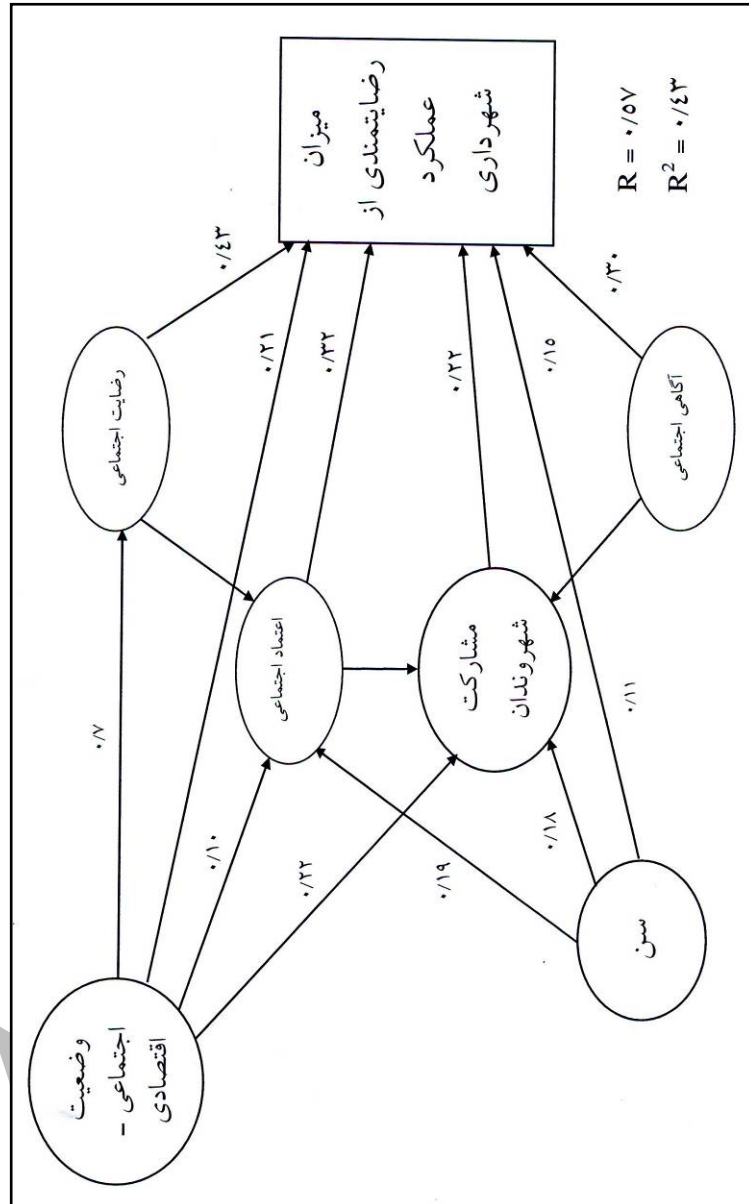 وضعیت
اجتماعی -
اقتصادی
رضایت اجتماعی
اعتماد اجتماعی
مشارکت
شهروندان
آگاهی اجتماعی
سن
میزان
رضایتمندی از
عملکرد
شهرداری
۰/۷
۰/۴۳
۰/۲۱
۰/۱۰
۰/۳۲
۰/۲۲
۰/۲۲
۰/۱۹
۰/۱۸
۰/۱۵
۰/۱۱
۰/۳۰
R = ۰/۵۷
R² = ۰/۴۳